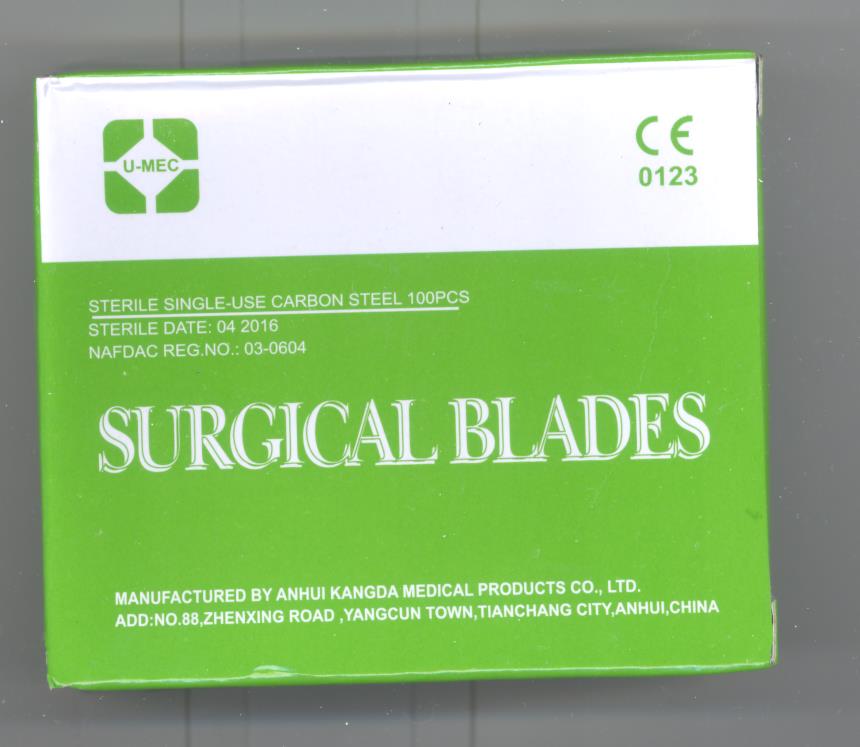 U-MEC
CE
0123
STERILE SINGLE-USE CARBON STEEL 100PCS
STERILE DATE: 04 2016
NAFDAC REG.NO.: 03-0604
SURGICAL BLADES
MANUFACTURED BY ANHUI KANGDA MEDICAL PRODUCTS CO., LTD.
ADD:NO.88,ZHENXING ROAD ,YANGCUN TOWN,TIANCHANG CITY,ANHUI,CHINA